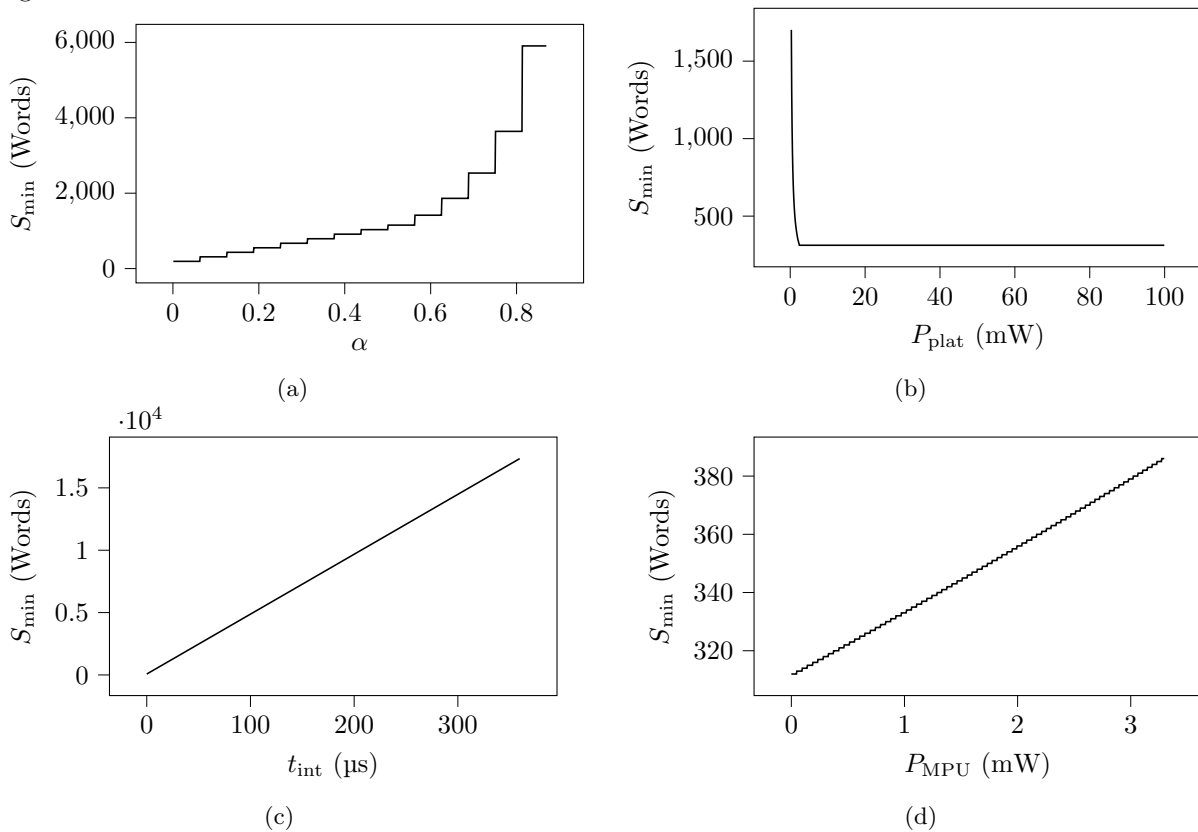 6,000
4,000
2,000
0
S_min (Words)
0 0.2 0.4 0.6 0.8
α
(a)
1,500
1,000
500
S_min (Words)
0 20 40 60 80 100
P_plat (mW)
(b)
·10^4
1.5
1
0.5
0
S_min (Words)
0 100 200 300
t_int (µs)
(c)
380
360
340
320
S_min (Words)
0 1 2 3
P_MPU (mW)
(d)